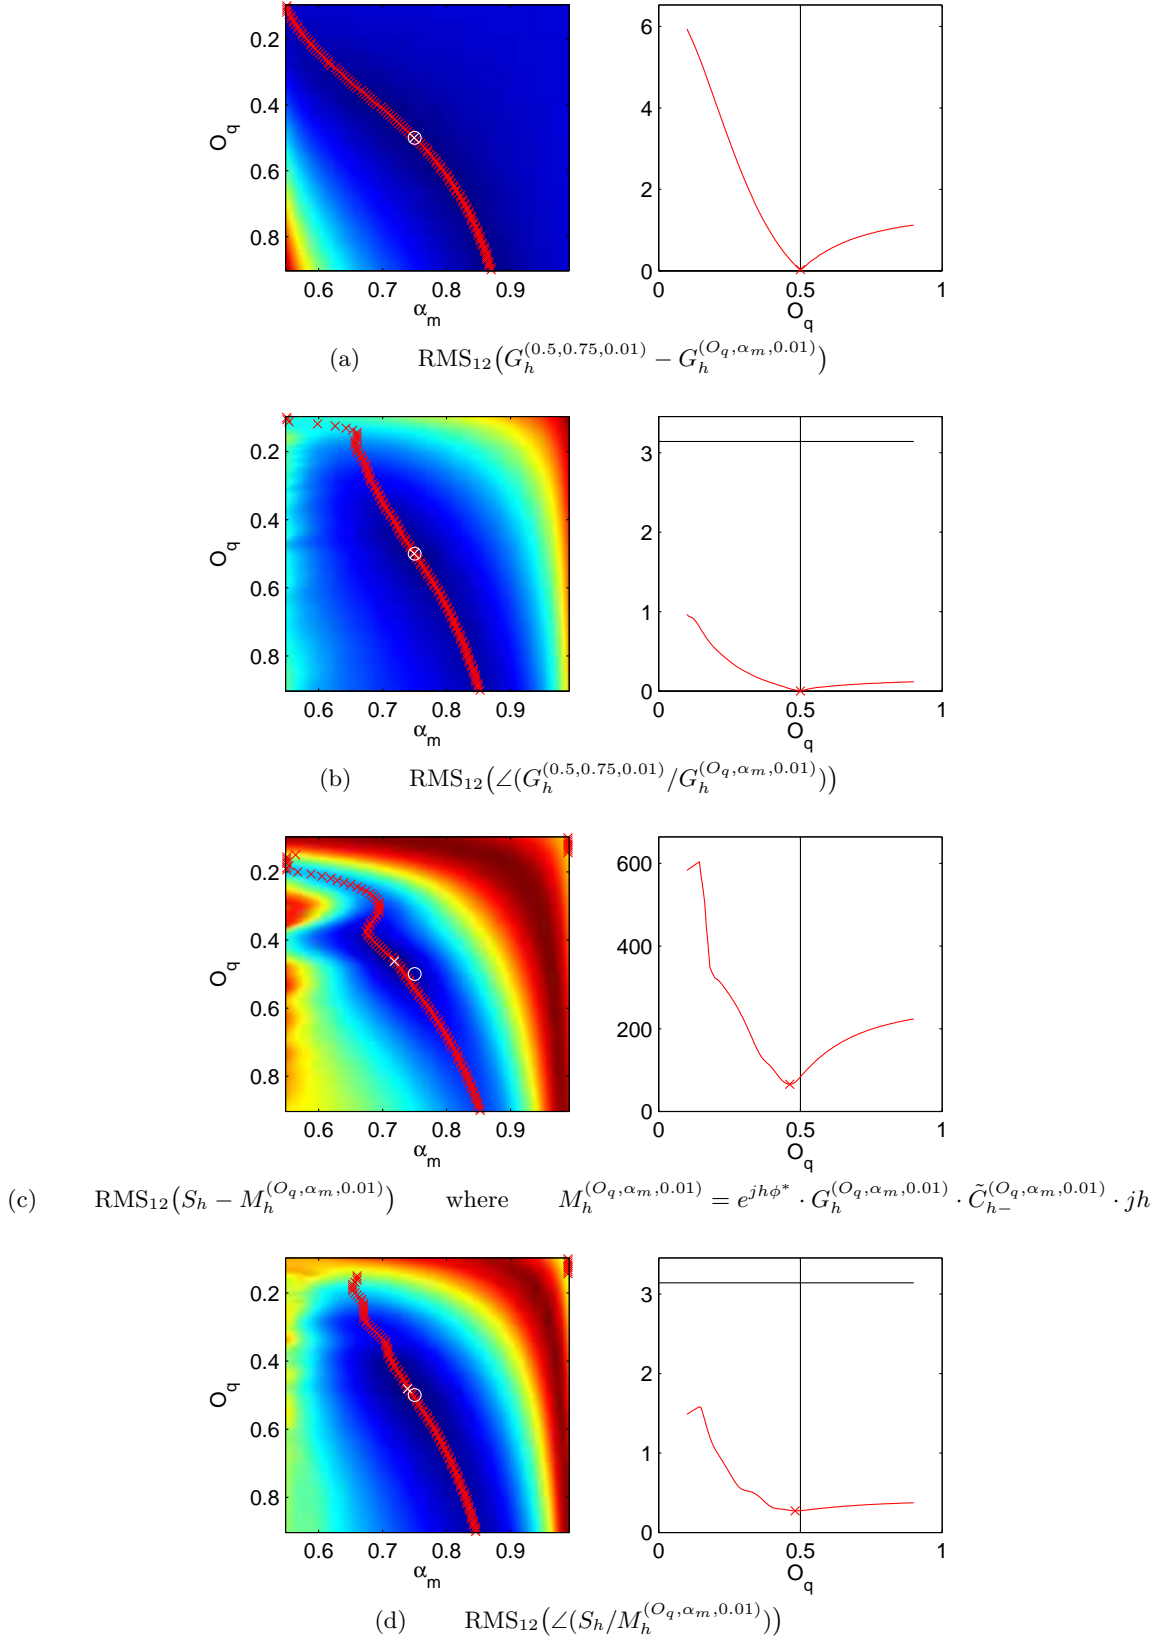 0.2
0.4
0.6
0.8
O_q
0.6 0.7 0.8 0.9
α_m
6
4
2
0
0 0.5 1
O_q
(a) RMS_{12}(G_h^{(0.5,0.75,0.01)} − G_h^{(O_q,α_m,0.01)})
0.2
0.4
0.6
0.8
O_q
0.6 0.7 0.8 0.9
α_m
3
2
1
0
0 0.5 1
O_q
(b) RMS_{12}(∠(G_h^{(0.5,0.75,0.01)}/G_h^{(O_q,α_m,0.01)}))
0.2
0.4
0.6
0.8
O_q
0.6 0.7 0.8 0.9
α_m
600
400
200
0
0 0.5 1
O_q
(c) RMS_{12}(S_h − M_h^{(O_q,α_m,0.01)}) where M_h^{(O_q,α_m,0.01)} = e^{jhϕ*} · G_h^{(O_q,α_m,0.01)} · C̃_{h−}^{(O_q,α_m,0.01)} · jh
0.2
0.4
0.6
0.8
O_q
0.6 0.7 0.8 0.9
α_m
3
2
1
0
0 0.5 1
O_q
(d) RMS_{12}(∠(S_h/M_h^{(O_q,α_m,0.01)}))